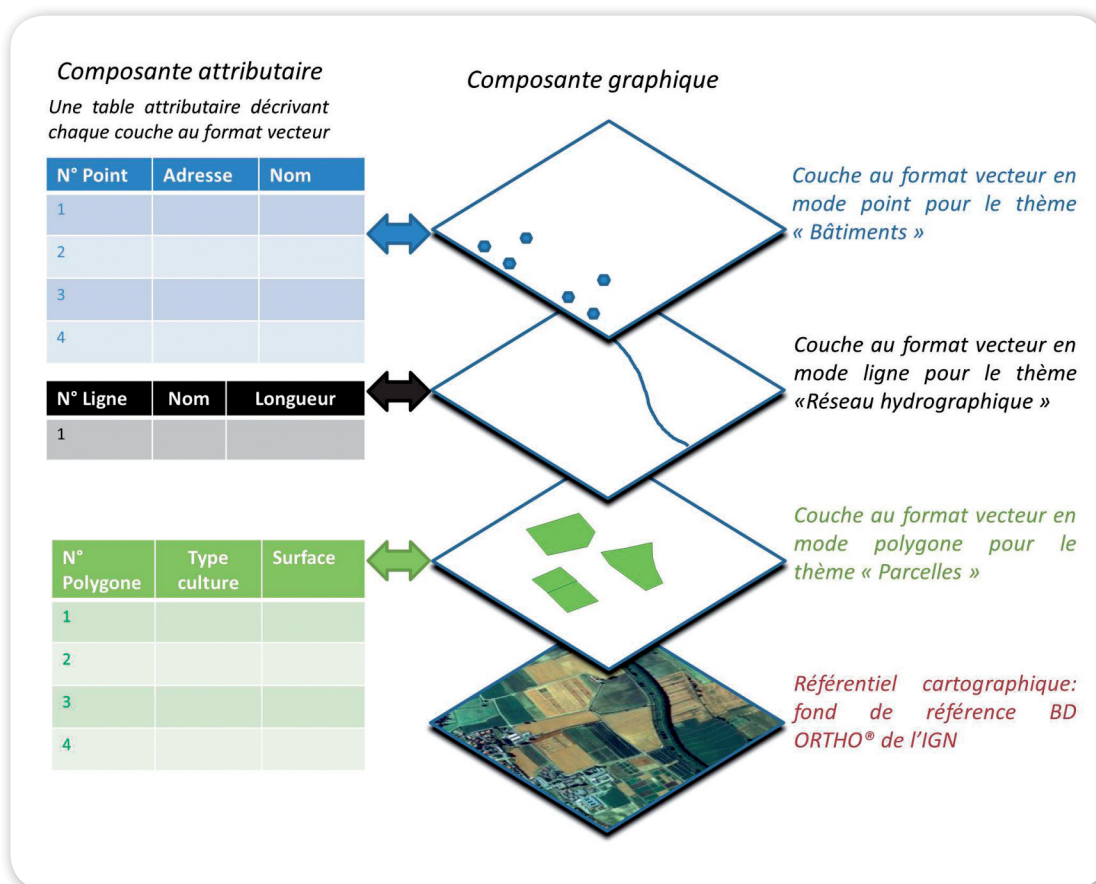 Composante attributaire
Une table attributaire décrivant
chaque couche au format vecteur
N° Point Adresse Nom
1
2
3
4
N° Ligne Nom Longueur
1
N° Type Surface
Polygone culture
1
2
3
4
Composante graphique
Couche au format vecteur en
mode point pour le thème
« Bâtiments »
Couche au format vecteur en
mode ligne pour le thème
«Réseau hydrographique »
Couche au format vecteur en
mode polygone pour le
thème « Parcelles »
Référentiel cartographique:
fond de référence BD
ORTHO® de l'IGN